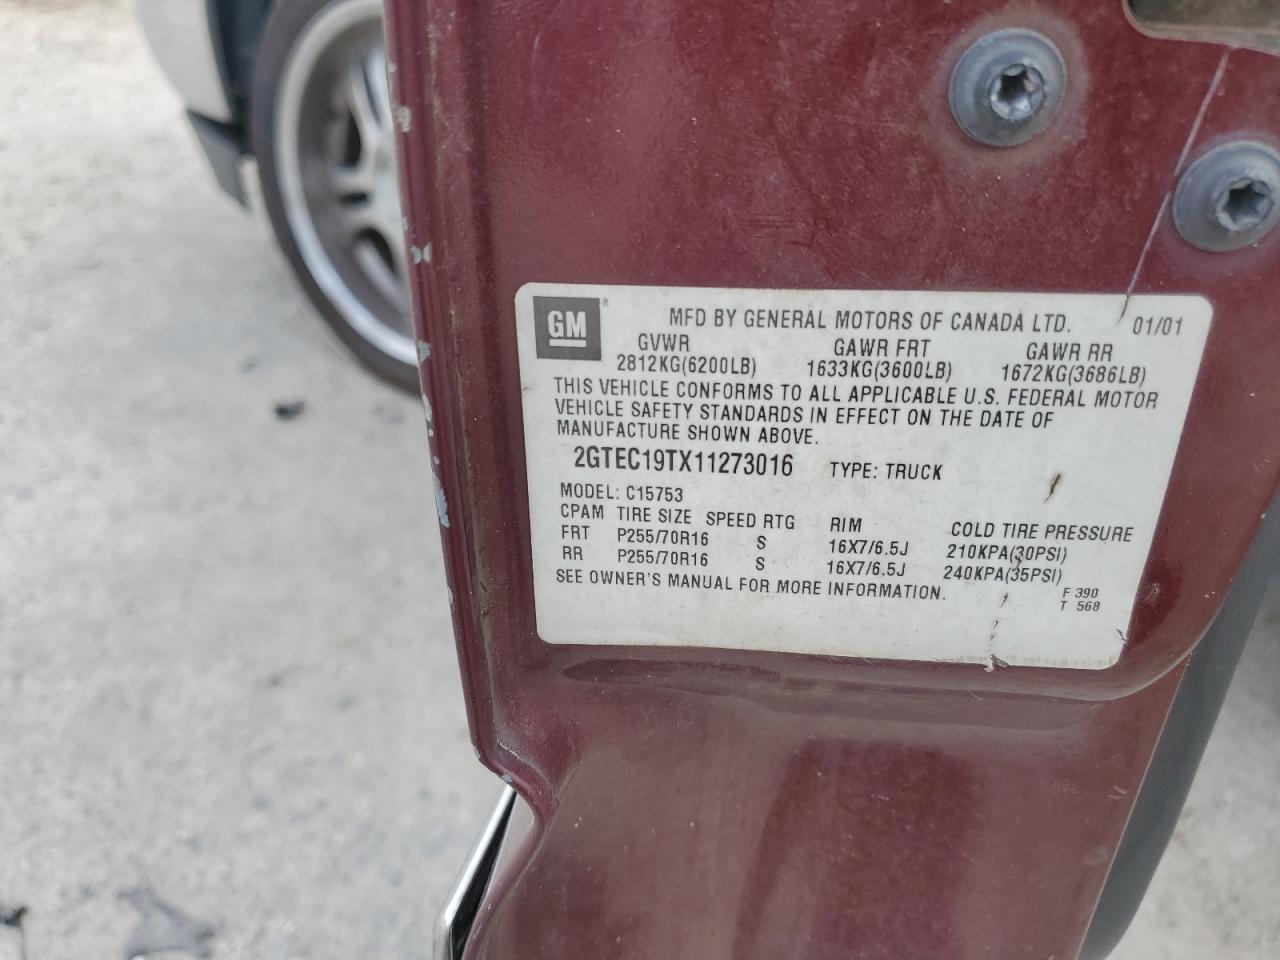 GM ® MFD BY GENERAL MOTORS OF CANADA LTD. 01/01
GVWR GAWR FRT GAWR RR
2812KG(6200LB) 1633KG(3600LB) 1672KG(3686LB)
THIS VEHICLE CONFORMS TO ALL APPLICABLE U.S. FEDERAL MOTOR
VEHICLE SAFETY STANDARDS IN EFFECT ON THE DATE OF
MANUFACTURE SHOWN ABOVE.
2GTEC19TX11273016 TYPE: TRUCK
MODEL: C15753
CPAM TIRE SIZE SPEED RTG RIM COLD TIRE PRESSURE
FRT P255/70R16 S 16X7/6.5J 210KPA(30PSI)
RR P255/70R16 S 16X7/6.5J 240KPA(35PSI)
SEE OWNER'S MANUAL FOR MORE INFORMATION. F 390
T 568